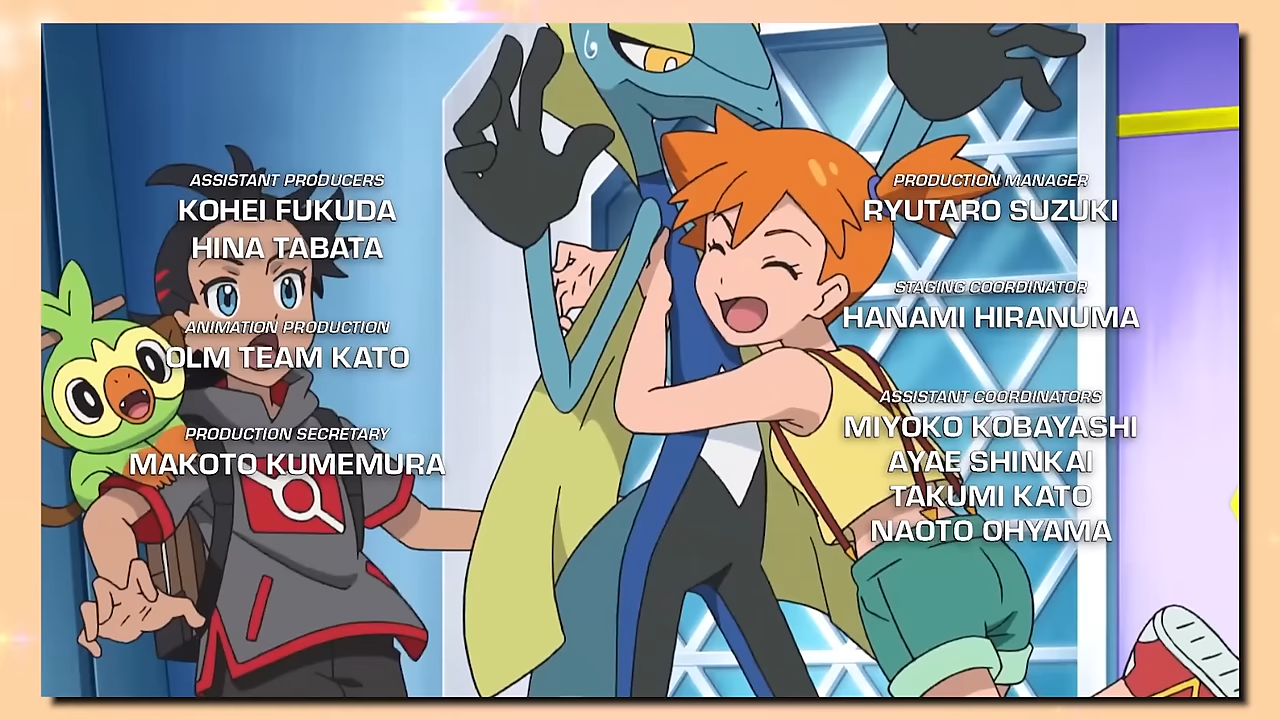 ASSISTANT PRODUCERS
KOHEI FUKUDA
HINA TABATA
ANIMATION PRODUCTION
OLM TEAM KATO
PRODUCTION SECRETARY
MAKOTO KUMEMURA
PRODUCTION MANAGER
RYUTARO SUZUKI
STAGING COORDINATOR
HANAMI HIRANUMA
ASSISTANT COORDINATORS
MIYOKO KOBAYASHI
AYAE SHINKAI
TAKUMI KATO
NAOTO OHYAMA